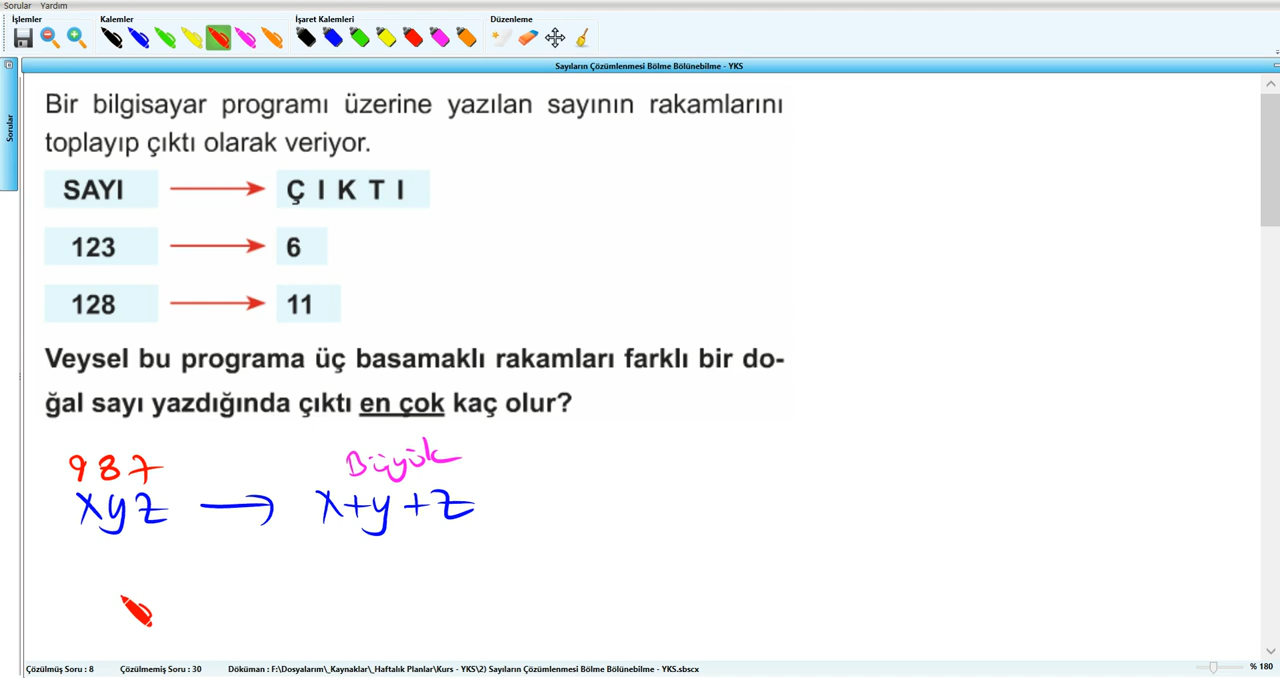 Sorular Yardım
İşlemler Kalemler İşaret Kalemleri Düzenleme
Sayıların Çözümlenmesi Bölme Bölünebilme - YKS
Sorular
Bir bilgisayar programı üzerine yazılan sayının rakamlarını
toplayıp çıktı olarak veriyor.
SAYI ÇIKTI
123 6
128 11
Veysel bu programa üç basamaklı rakamları farklı bir do-
ğal sayı yazdığında çıktı en çok kaç olur?
987 Büyük
xyz → x+y+z
Çözülmüş Soru : 8 Çözülmemiş Soru : 30 Döküman : F:\Dosyalarım\_Kaynaklar\_Haftalık Planlar\Kurs - YKS\2) Sayıların Çözümlenmesi Bölme Bölünebilme - YKS.sbscx % 180